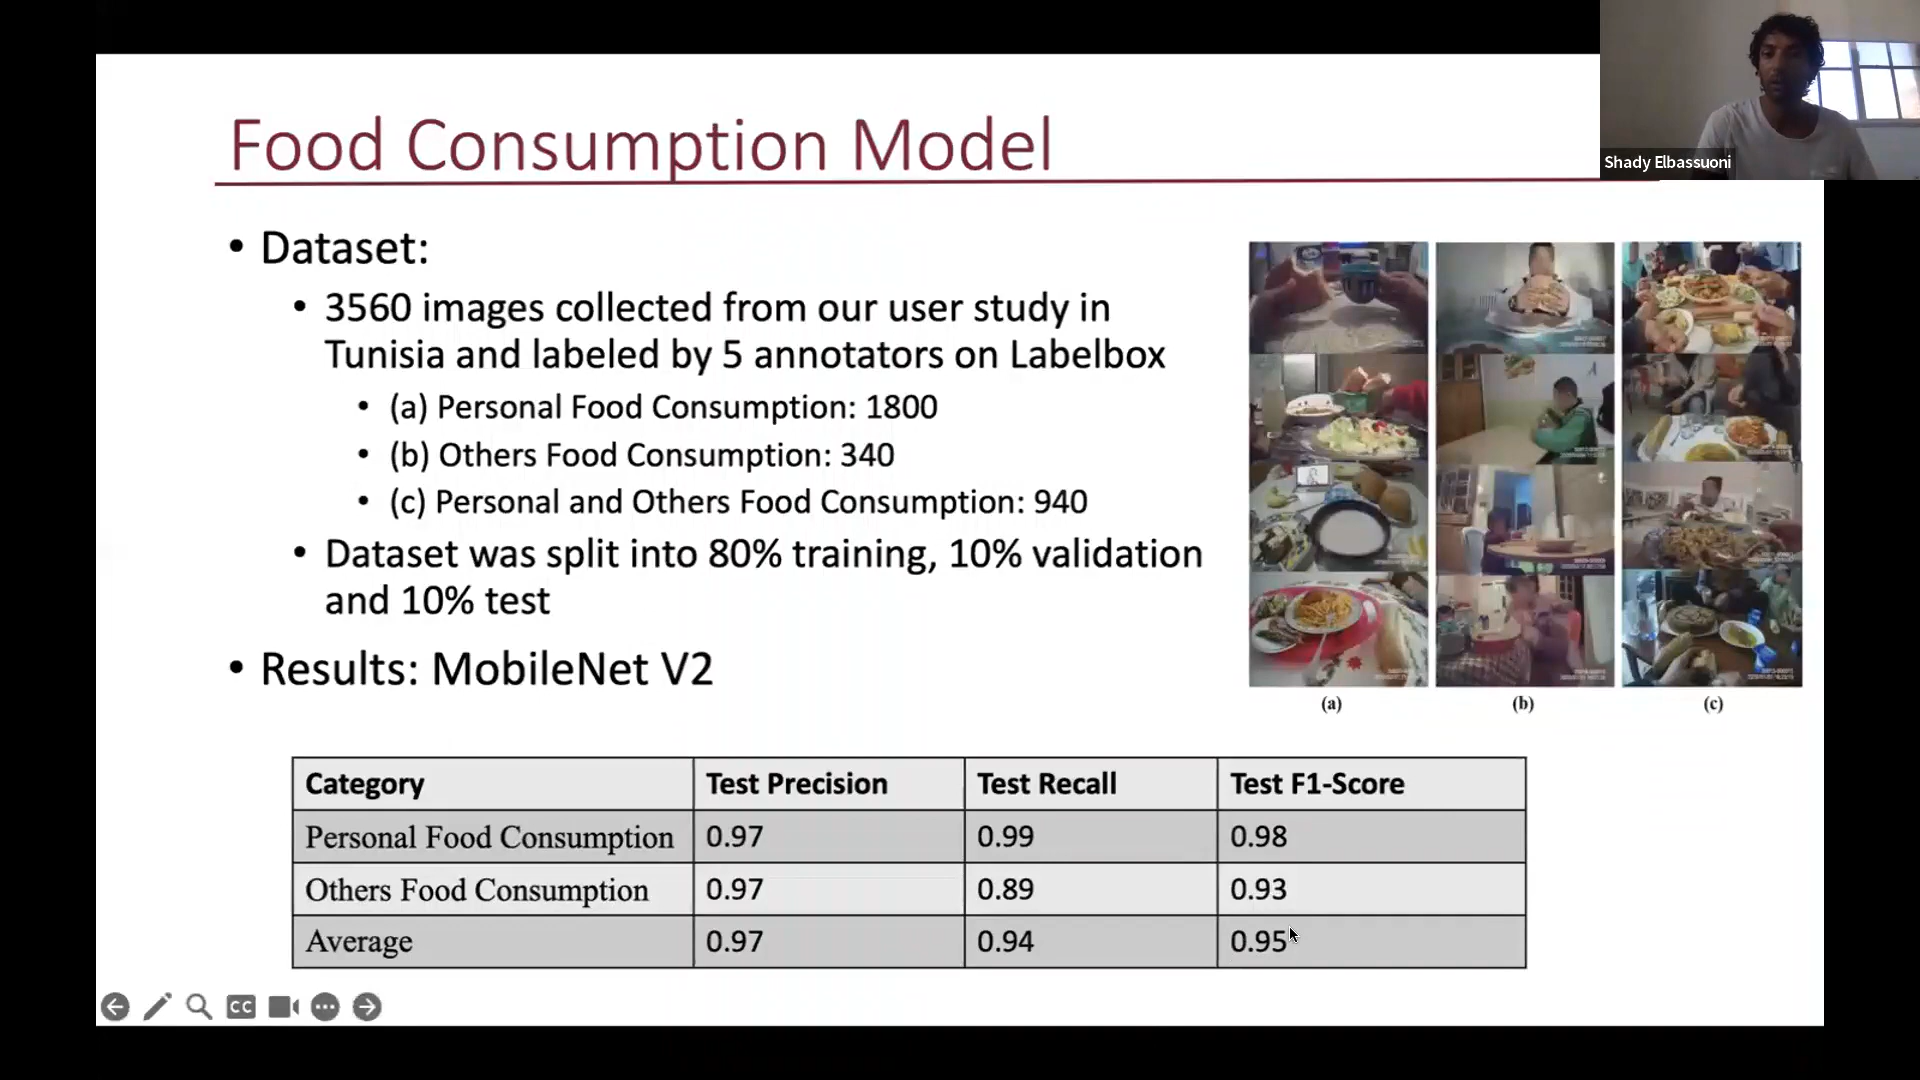 Food Consumption Model
Shady Elbassuoni
• Dataset:
• 3560 images collected from our user study in
Tunisia and labeled by 5 annotators on Labelbox
• (a) Personal Food Consumption: 1800
• (b) Others Food Consumption: 340
• (c) Personal and Others Food Consumption: 940
• Dataset was split into 80% training, 10% validation
and 10% test
• Results: MobileNet V2
(a) (b) (c)
Category Test Precision Test Recall Test F1-Score
Personal Food Consumption 0.97 0.99 0.98
Others Food Consumption 0.97 0.89 0.93
Average 0.97 0.94 0.95
CC